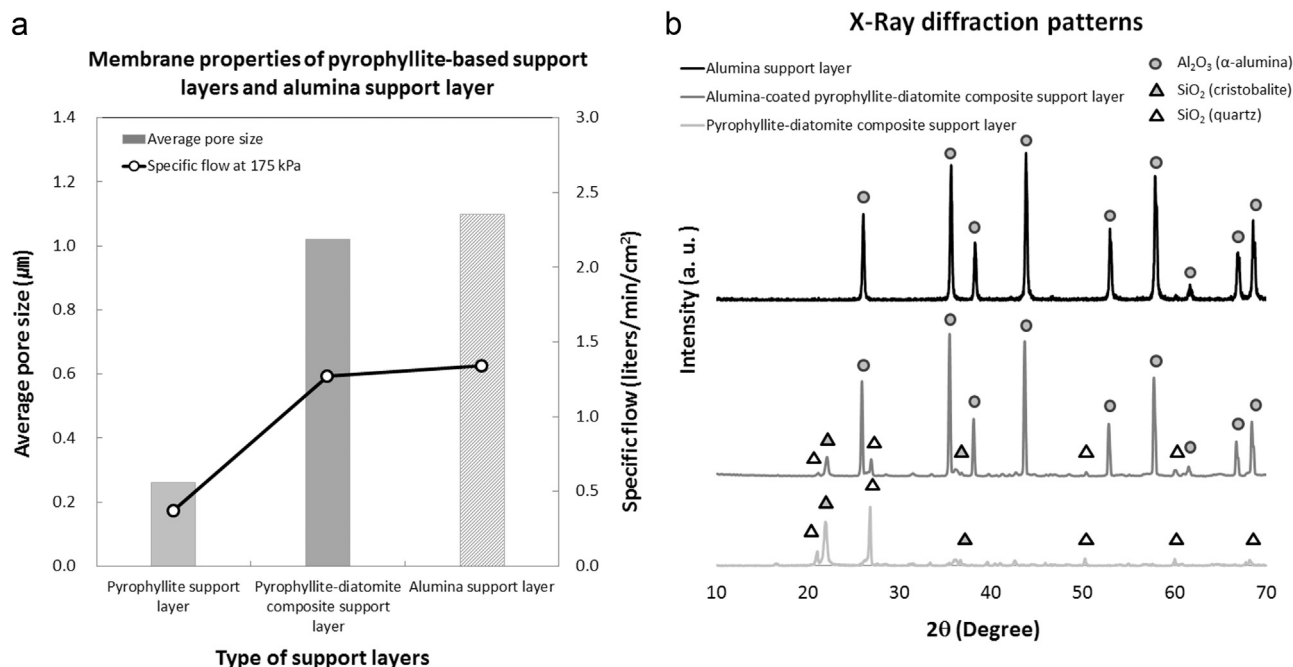 a
Membrane properties of pyrophyllite-based support
layers and alumina support layer
Average pore size
Specific flow at 175 kPa
Average pore size (㎛)
1.4
1.2
1.0
0.8
0.6
0.4
0.2
0.0
3.0
2.5
2.0
1.5
1.0
0.5
0.0
Specific flow (liters/min/cm²)
Pyrophyllite support
layer
Pyrophyllite-diatomite
composite support
layer
Alumina support layer
Type of support layers
b
X-Ray diffraction patterns
Alumina support layer
Alumina-coated pyrophyllite-diatomite composite support layer
Pyrophyllite-diatomite composite support layer
Al₂O₃ (α-alumina)
SiO₂ (cristobalite)
SiO₂ (quartz)
Intensity (a. u.)
10 20 30 40 50 60 70
2θ (Degree)